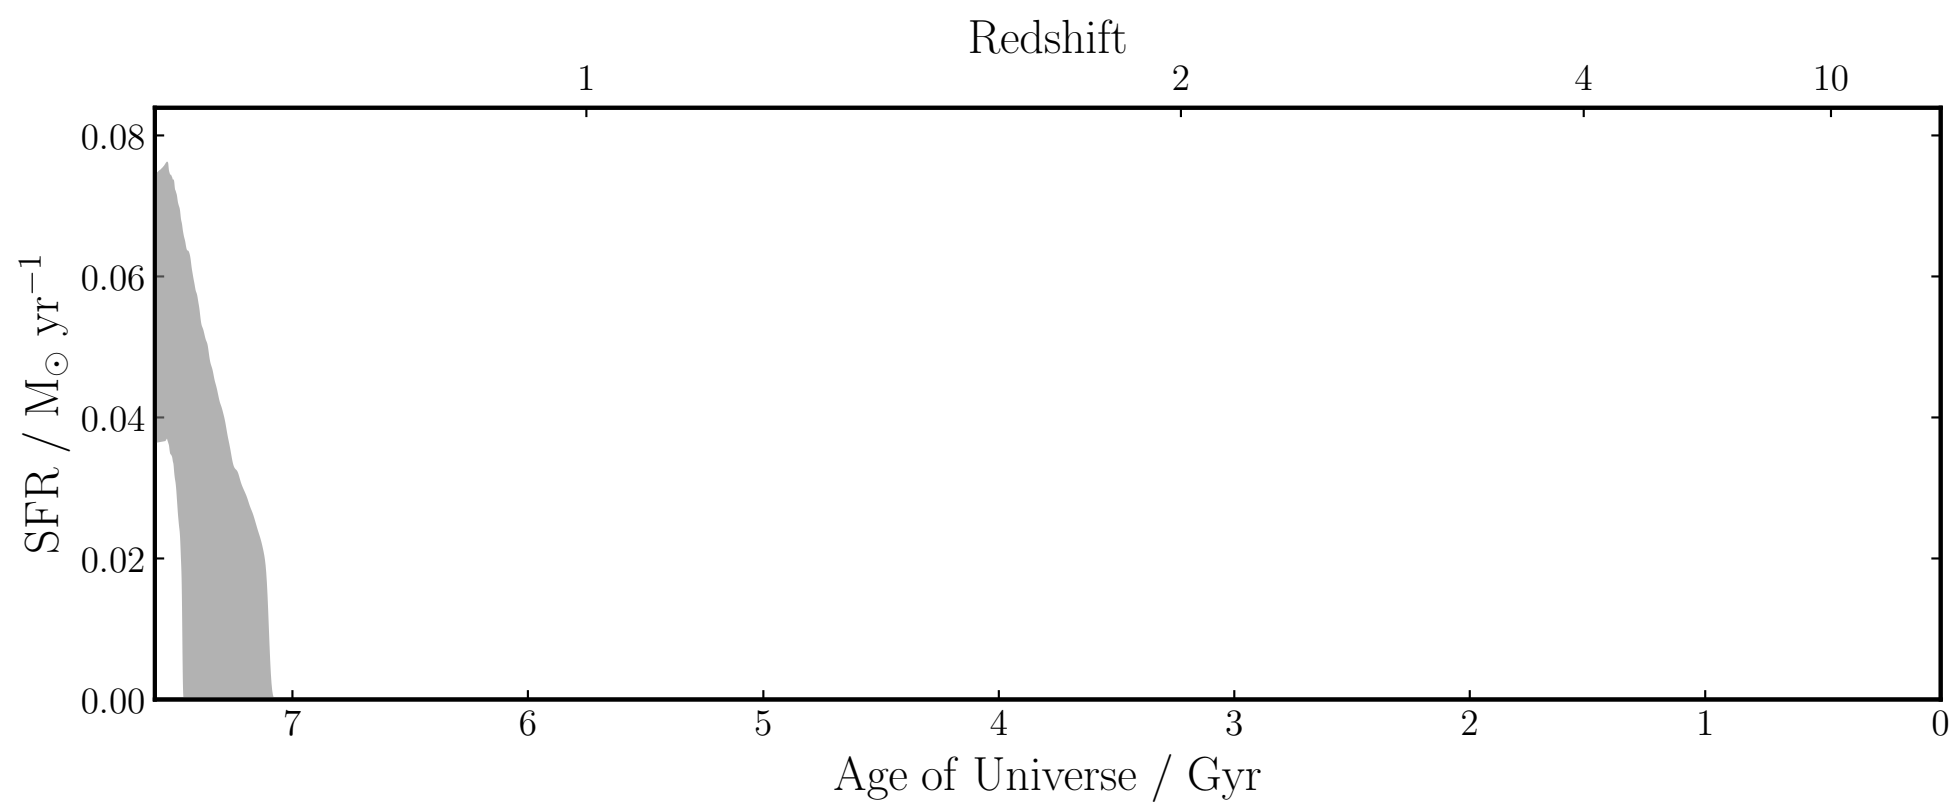 Redshift
1 2 4 10
0.08
0.06
0.04
0.02
0.00
SFR / M⊙ yr⁻¹
7 6 5 4 3 2 1 0
Age of Universe / Gyr